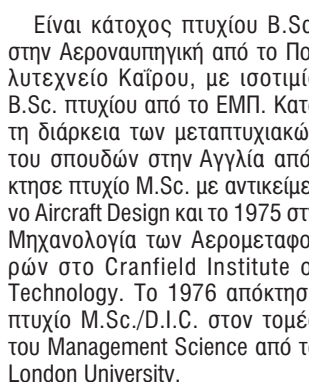 Είναι κάτοχος πτυχίου B.Sc
στην Αεροναυπηγική από το Πο
λυτεχνείο Καΐρου, με ισοτιμί
B.Sc. πτυχίου από το ΕΜΠ. Κατ
τη διάρκεια των μεταπτυχιακώ
του σπουδών στην Αγγλία από
κτησε πτυχίο M.Sc. με αντικείμε
νο Aircraft Design και το 1975 στ
Μηχανολογία των Αερομεταφο
ρών στο Cranfield Institute o
Technology. Το 1976 απόκτησ
πτυχίο M.Sc./D.I.C. στον τομέ
του Management Science από τ
London University.